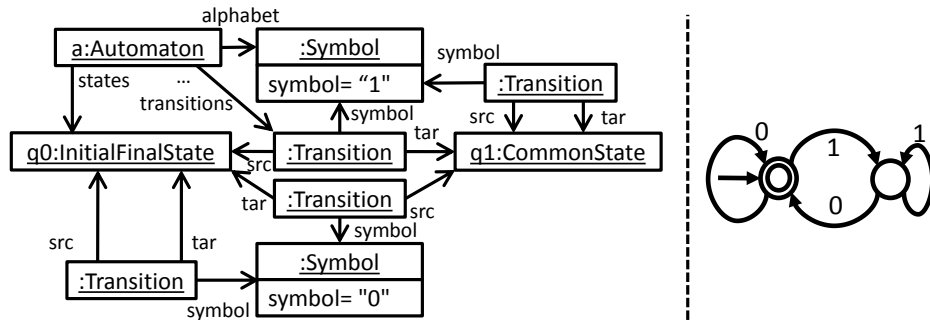 alphabet
a:Automaton
:Symbol
symbol
symbol= “1"
:Transition
states
...
transitions
symbol
src
tar
q0:InitialFinalState
:Transition
tar
q1:CommonState
src
:Transition
tar
src
symbol
src
tar
:Symbol
:Transition
symbol= "0"
symbol
0
1
1
0